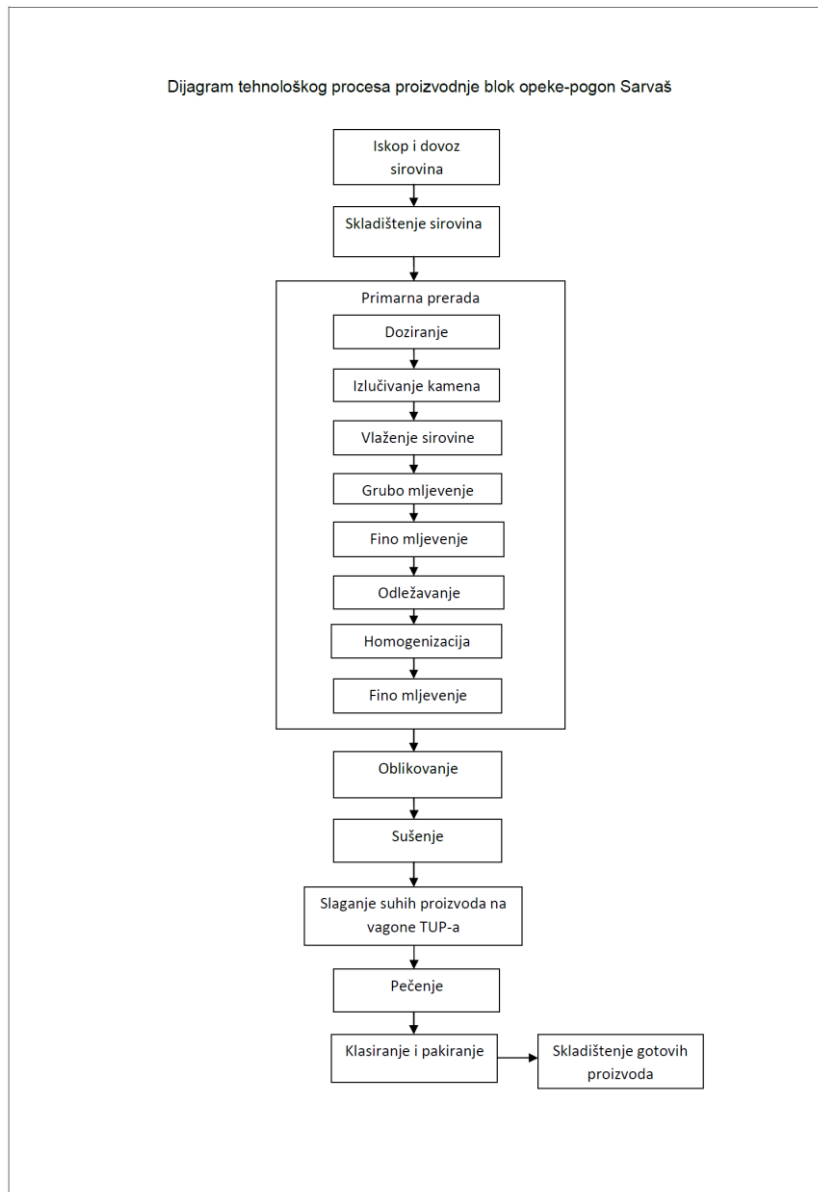 Dijagram tehnološkog procesa proizvodnje blok opeke-pogon Sarvaš
Iskop i dovoz
sirovina
Skladištenje sirovina
Primarna prerada
Doziranje
Izlučivanje kamena
Vlaženje sirovine
Grubo mljevenje
Fino mljevenje
Odležavanje
Homogenizacija
Fino mljevenje
Oblikovanje
Sušenje
Slaganje suhih proizvoda na
vagone TUP-a
Pečenje
Klasiranje i pakiranje
Skladištenje gotovih
proizvoda